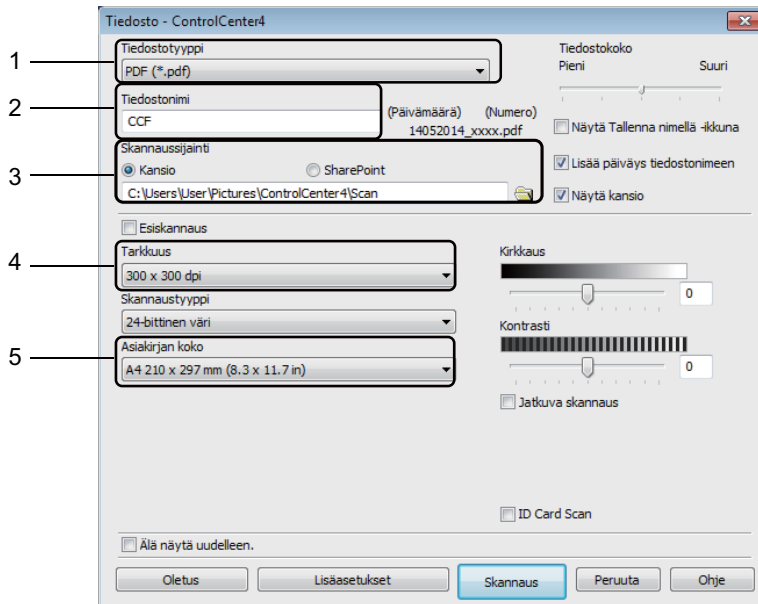 Tiedosto - ControlCenter4
1
Tiedostotyyppi
PDF (*.pdf)
Tiedostokoko
Pieni Suuri
2
Tiedostonimi
CCF
(Päivämäärä) (Numero)
14052014_xxxx.pdf
Näytä Tallenna nimellä -ikkuna
3
Skannaussijainti
Kansio SharePoint
Lisää päiväys tiedostonimeen
C:\Users\User\Pictures\ControlCenter4\Scan
Näytä kansio
Esiskannaus
4
Tarkkuus
300 x 300 dpi
Kirkkaus
0
Skannaustyyppi
24-bittinen väri
Kontrasti
0
5
Asiakirjan koko
A4 210 x 297 mm (8.3 x 11.7 in)
Jatkuva skannaus
ID Card Scan
Älä näytä uudelleen.
Oletus Lisäasetukset Skannaus Peruuta Ohje